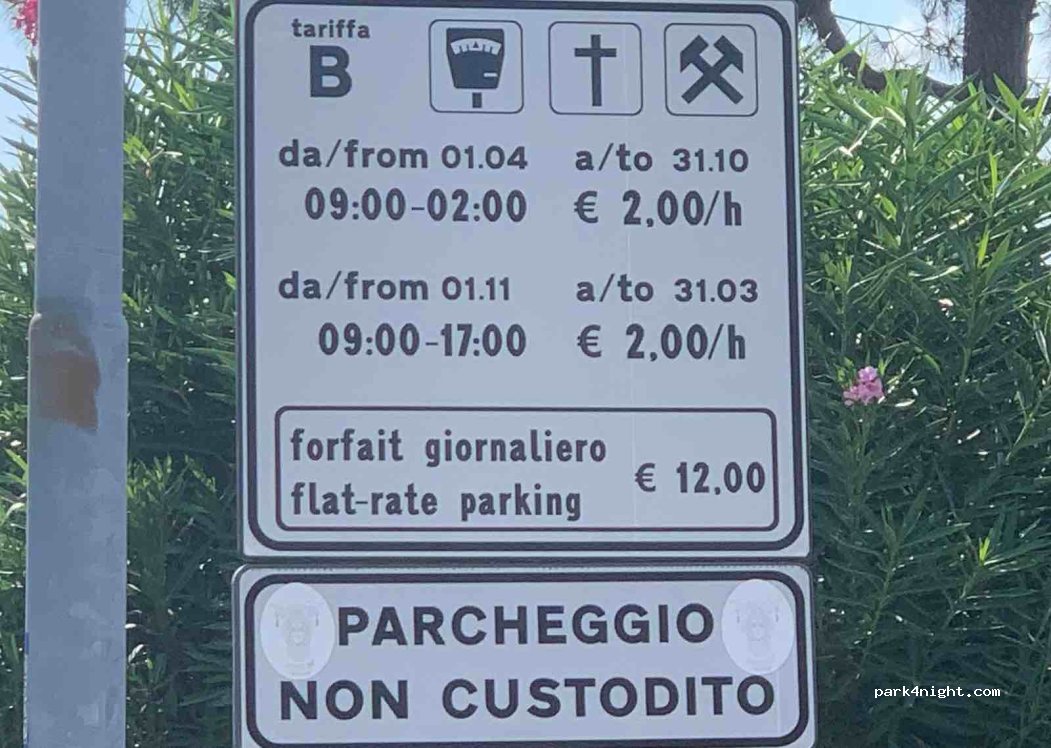 tariffa
B
da/from 01.04 a/to 31.10
09:00-02:00 € 2,00/h
da/from 01.11 a/to 31.03
09:00-17:00 € 2,00/h
forfait giornaliero
flat-rate parking
€ 12,00
PARCHEGGIO
NON CUSTODITO
park4night.com